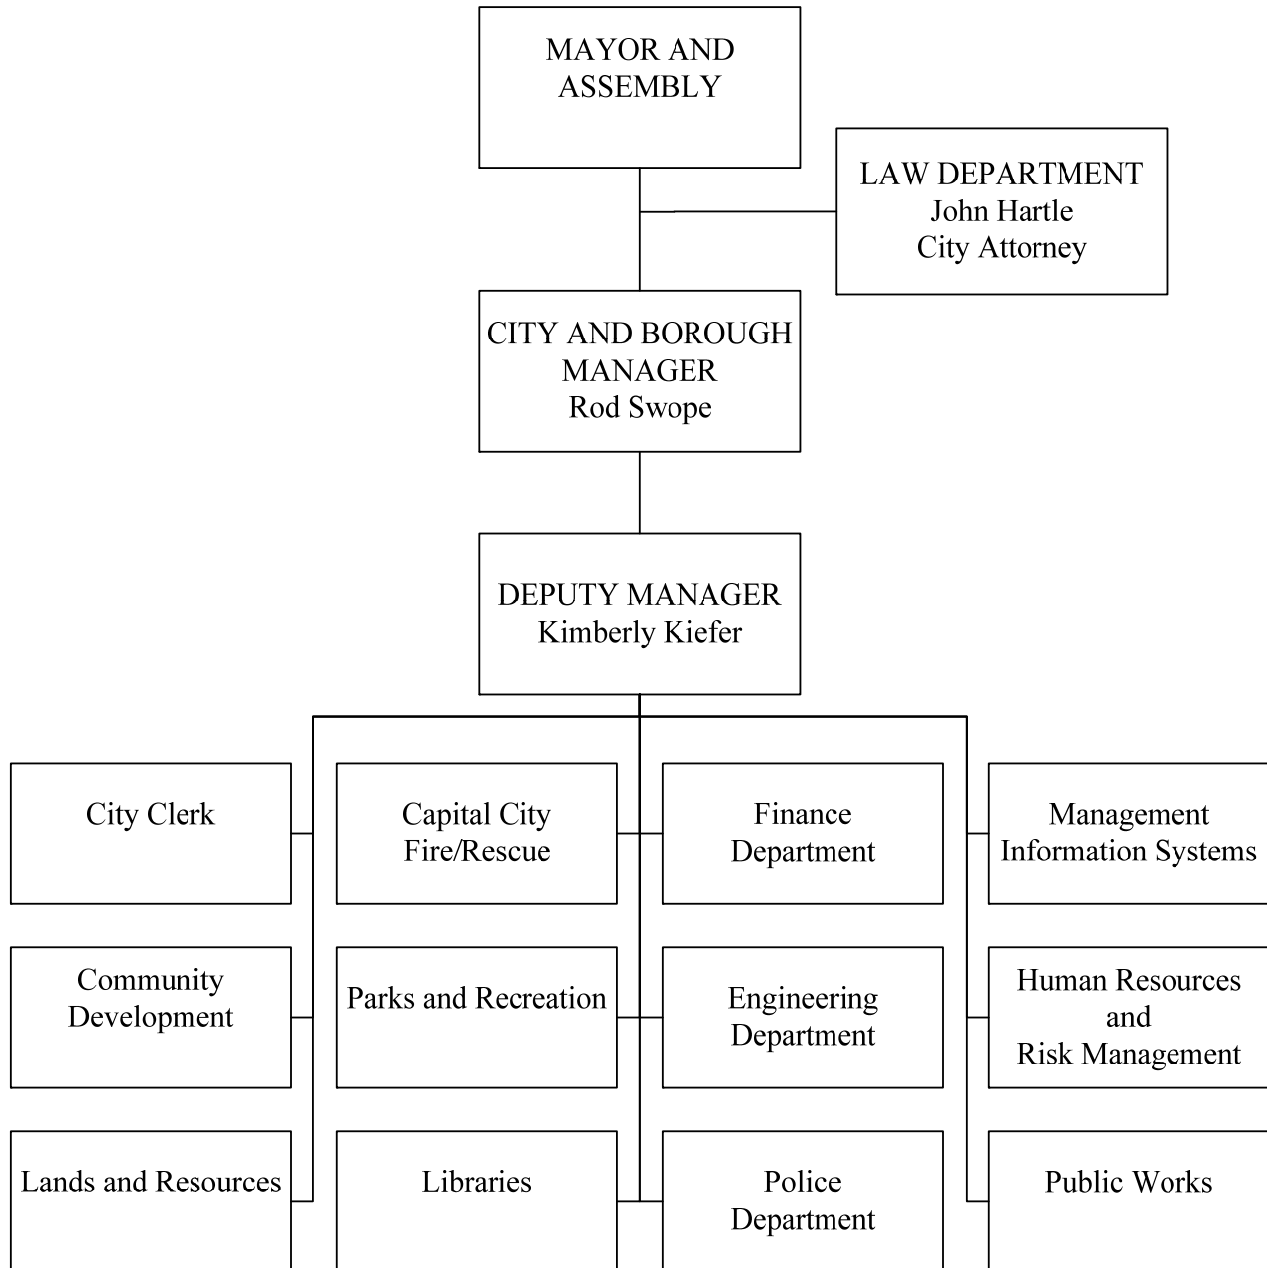 MAYOR AND
ASSEMBLY
LAW DEPARTMENT
John Hartle
City Attorney
CITY AND BOROUGH
MANAGER
Rod Swope
DEPUTY MANAGER
Kimberly Kiefer
City Clerk
Capital City
Fire/Rescue
Finance
Department
Management
Information Systems
Community
Development
Parks and Recreation
Engineering
Department
Human Resources
and
Risk Management
Lands and Resources
Libraries
Police
Department
Public Works